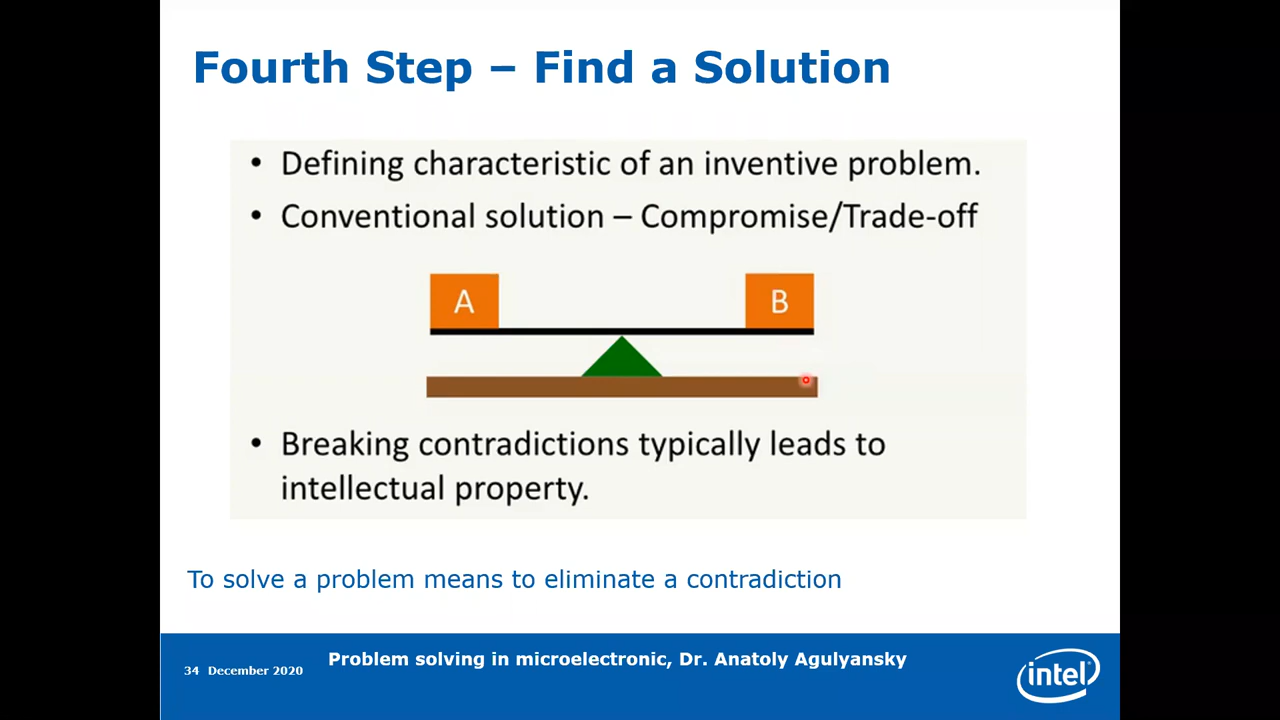 Fourth Step – Find a Solution
• Defining characteristic of an inventive problem.
• Conventional solution – Compromise/Trade-off
A
B
• Breaking contradictions typically leads to
intellectual property.
To solve a problem means to eliminate a contradiction
34 December 2020
Problem solving in microelectronic, Dr. Anatoly Agulyansky
intel